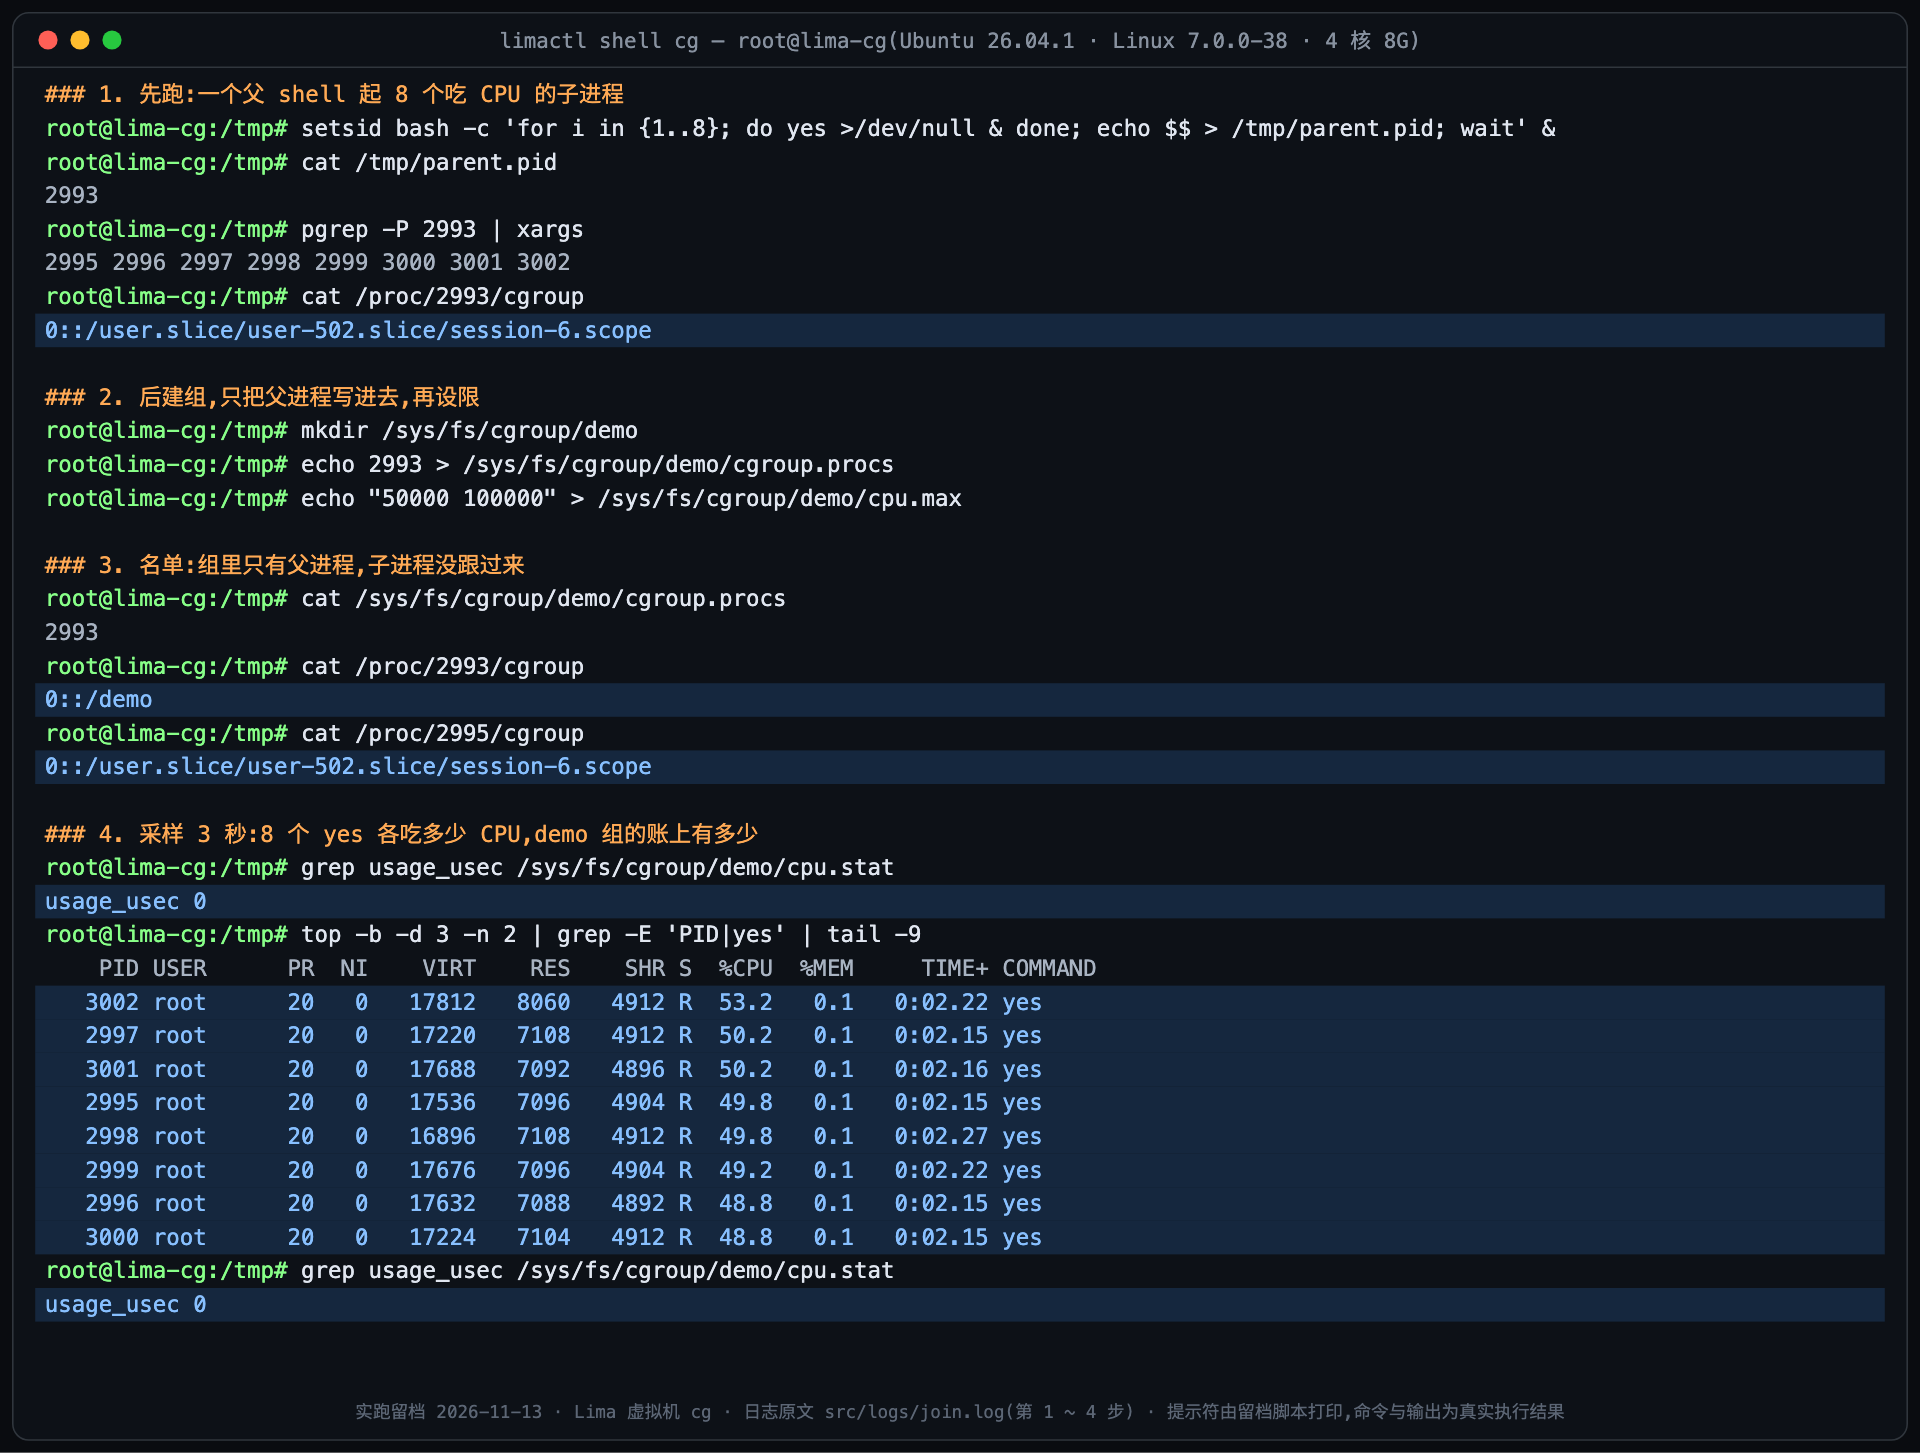 limactl shell cg — root@lima-cg(Ubuntu 26.04.1 · Linux 7.0.0-38 · 4 核 8G)
### 1. 先跑:一个父 shell 起 8 个吃 CPU 的子进程
root@lima-cg:/tmp# setsid bash -c 'for i in {1..8}; do yes >/dev/null & done; echo $$ > /tmp/parent.pid; wait' &
root@lima-cg:/tmp# cat /tmp/parent.pid
2993
root@lima-cg:/tmp# pgrep -P 2993 | xargs
2995 2996 2997 2998 2999 3000 3001 3002
root@lima-cg:/tmp# cat /proc/2993/cgroup
0::/user.slice/user-502.slice/session-6.scope
### 2. 后建组,只把父进程写进去,再设限
root@lima-cg:/tmp# mkdir /sys/fs/cgroup/demo
root@lima-cg:/tmp# echo 2993 > /sys/fs/cgroup/demo/cgroup.procs
root@lima-cg:/tmp# echo "50000 100000" > /sys/fs/cgroup/demo/cpu.max
### 3. 名单:组里只有父进程,子进程没跟过来
root@lima-cg:/tmp# cat /sys/fs/cgroup/demo/cgroup.procs
2993
root@lima-cg:/tmp# cat /proc/2993/cgroup
0::/demo
root@lima-cg:/tmp# cat /proc/2995/cgroup
0::/user.slice/user-502.slice/session-6.scope
### 4. 采样 3 秒:8 个 yes 各吃多少 CPU,demo 组的账上有多少
root@lima-cg:/tmp# grep usage_usec /sys/fs/cgroup/demo/cpu.stat
usage_usec 0
root@lima-cg:/tmp# top -b -d 3 -n 2 | grep -E 'PID|yes' | tail -9
PID USER PR NI VIRT RES SHR S %CPU %MEM TIME+ COMMAND
3002 root 20 0 17812 8060 4912 R 53.2 0.1 0:02.22 yes
2997 root 20 0 17220 7108 4912 R 50.2 0.1 0:02.15 yes
3001 root 20 0 17688 7092 4896 R 50.2 0.1 0:02.16 yes
2995 root 20 0 17536 7096 4904 R 49.8 0.1 0:02.15 yes
2998 root 20 0 16896 7108 4912 R 49.8 0.1 0:02.27 yes
2999 root 20 0 17676 7096 4904 R 49.2 0.1 0:02.22 yes
2996 root 20 0 17632 7088 4892 R 48.8 0.1 0:02.15 yes
3000 root 20 0 17224 7104 4912 R 48.8 0.1 0:02.15 yes
root@lima-cg:/tmp# grep usage_usec /sys/fs/cgroup/demo/cpu.stat
usage_usec 0
实跑留档 2026-11-13 · Lima 虚拟机 cg · 日志原文 src/logs/join.log(第 1 ~ 4 步) · 提示符由留档脚本打印,命令与输出为真实执行结果